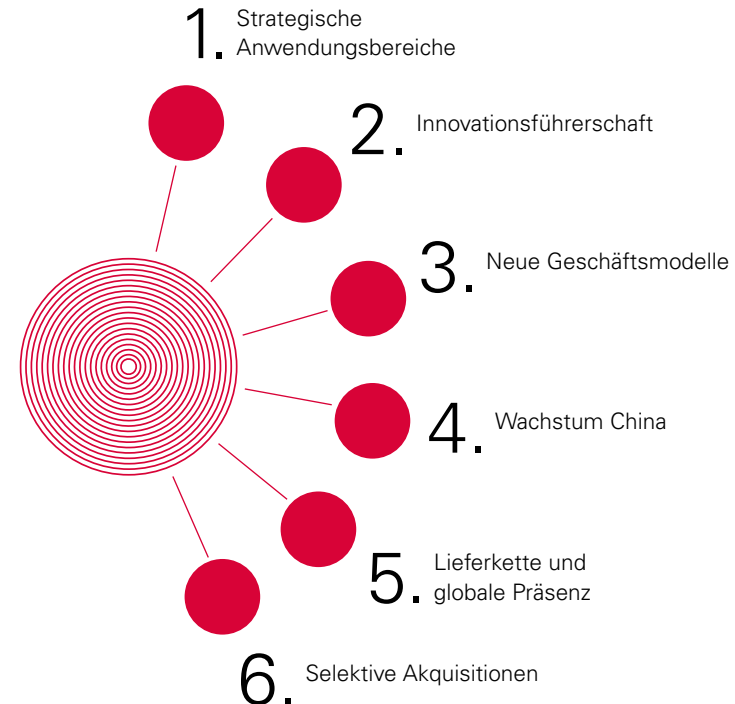 1. Strategische
Anwendungsbereiche
2. Innovationsführerschaft
3. Neue Geschäftsmodelle
4. Wachstum China
5. Lieferkette und
globale Präsenz
6. Selektive Akquisitionen